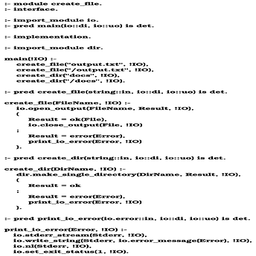 :- module create_file.
:- interface.
:- import_module io.
:- pred main(io::di, io::uo) is det.
:- implementation.
:- import_module dir.
main(!IO) :-
create_file("output.txt", !IO),
create_file("/output.txt", !IO),
create_dir("docs", !IO),
create_dir("/docs", !IO).
:- pred create_file(string::in, io::di, io::uo) is det.
create_file(FileName, !IO) :-
io.open_output(FileName, Result, !IO),
(
Result = ok(File),
io.close_output(File, !IO)
;
Result = error(Error),
print_io_error(Error, !IO)
).
:- pred create_dir(string::in, io::di, io::uo) is det.
create_dir(DirName, !IO) :-
dir.make_single_directory(DirName, Result, !IO),
(
Result = ok
;
Result = error(Error),
print_io_error(Error, !IO)
).
:- pred print_io_error(io.error::in, io::di, io::uo) is det.
print_io_error(Error, !IO) :-
io.stderr_stream(Stderr, !IO),
io.write_string(Stderr, io.error_message(Error), !IO),
io.nl(Stderr, !IO),
io.set_exit_status(1, !IO).